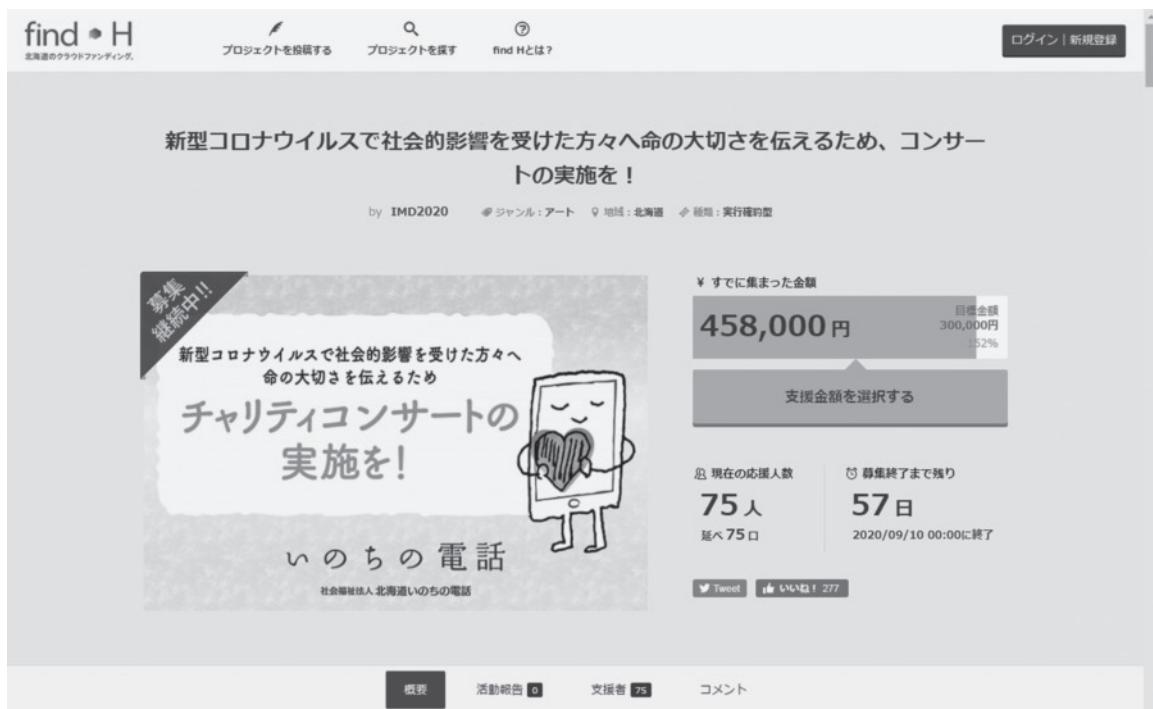 find H
北海道のクラウドファンディング。
プロジェクトを投稿する
プロジェクトを探す
find Hとは?
ログイン | 新規登録
新型コロナウイルスで社会的影響を受けた方々へ命の大切さを伝えるため、コンサー
トの実施を!
by IMD2020 ジャンル:アート 地域:北海道 種類:実行確約型
募集
継続中!!
新型コロナウイルスで社会的影響を受けた方々へ
命の大切さを伝えるため
チャリティコンサートの
実施を!
いのちの電話
社会福祉法人 北海道いのちの電話
¥ すでに集まった金額
458,000 円
目標金額
300,000円
152%
支援金額を選択する
現在の応援人数
75 人
延べ 75 口
募集終了まで残り
57 日
2020/09/10 00:00に終了
Tweet
いいね! 277
概要 活動報告 0 支援者 75 コメント